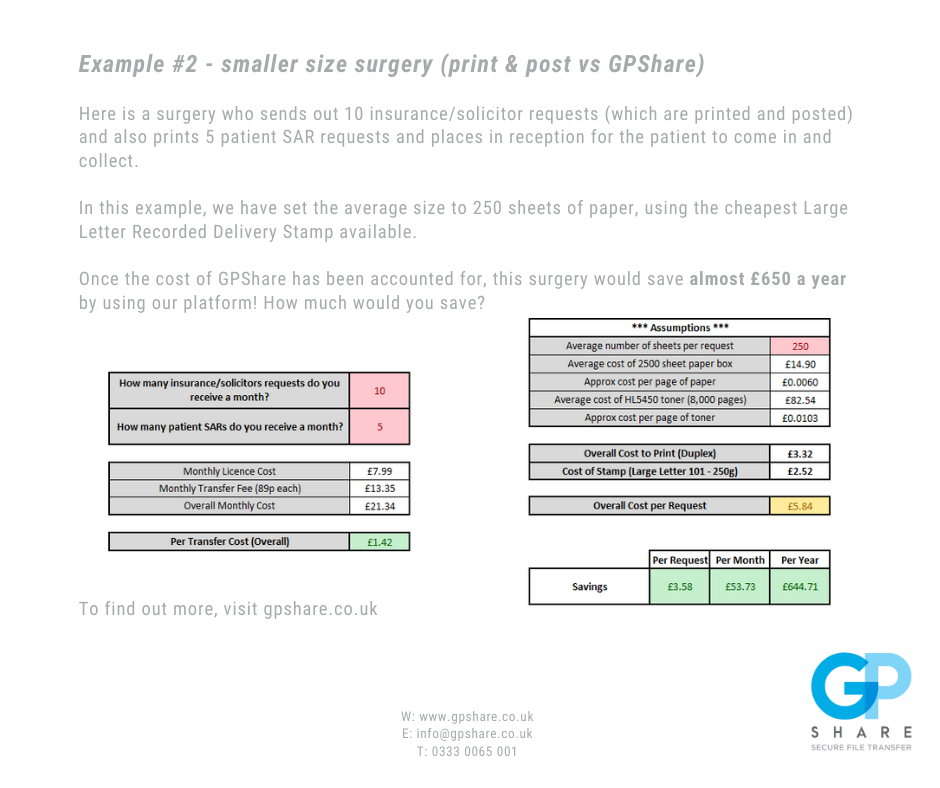 Example #2 - smaller size surgery (print & post vs GPShare)
Here is a surgery who sends out 10 insurance/solicitor requests (which are printed and posted)
and also prints 5 patient SAR requests and places in reception for the patient to come in and
collect.
In this example, we have set the average size to 250 sheets of paper, using the cheapest Large
Letter Recorded Delivery Stamp available.
Once the cost of GPShare has been accounted for, this surgery would save almost £650 a year
by using our platform! How much would you save?
How many insurance/solicitors requests do you
receive a month? 10
How many patient SARs do you receive a month? 5
Monthly Licence Cost £7.99
Monthly Transfer Fee (89p each) £13.35
Overall Monthly Cost £21.34
Per Transfer Cost (Overall) £1.42
*** Assumptions ***
Average number of sheets per request 250
Average cost of 2500 sheet paper box £14.90
Approx cost per page of paper £0.0060
Average cost of HL5450 toner (8,000 pages) £82.54
Approx cost per page of toner £0.0103
Overall Cost to Print (Duplex) £3.32
Cost of Stamp (Large Letter 101 - 250g) £2.52
Overall Cost per Request £5.84
Per Request Per Month Per Year
Savings £3.58 £53.73 £644.71
To find out more, visit gpshare.co.uk
W: www.gpshare.co.uk
E: info@gpshare.co.uk
T: 0333 0065 001
GP
SHARE
SECURE FILE TRANSFER